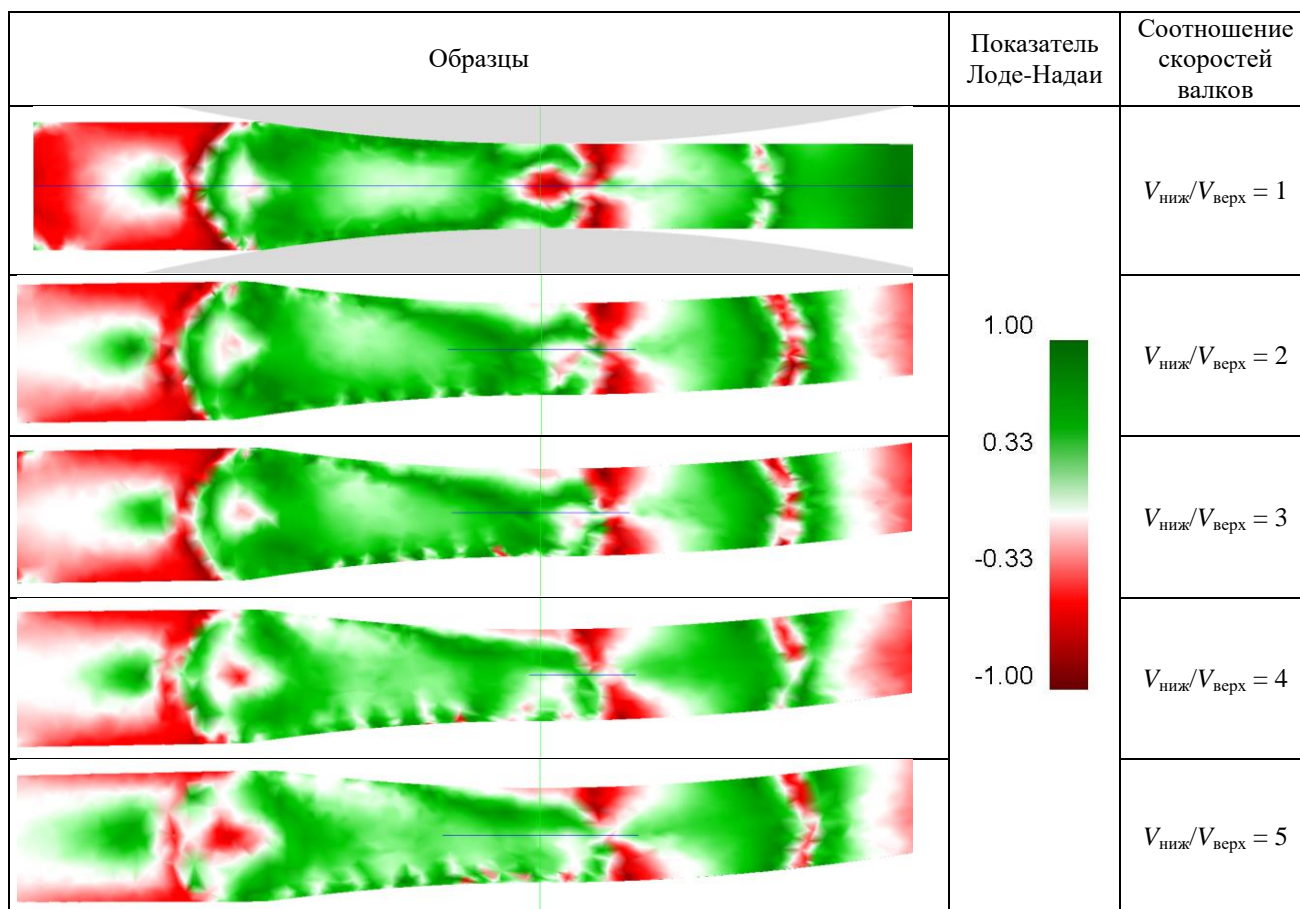 Образцы
Показатель
Лоде-Надаи
Соотношение
скоростей
валков
1.00
0.33
-0.33
-1.00
Vниж/Vверх = 1
Vниж/Vверх = 2
Vниж/Vверх = 3
Vниж/Vверх = 4
Vниж/Vверх = 5